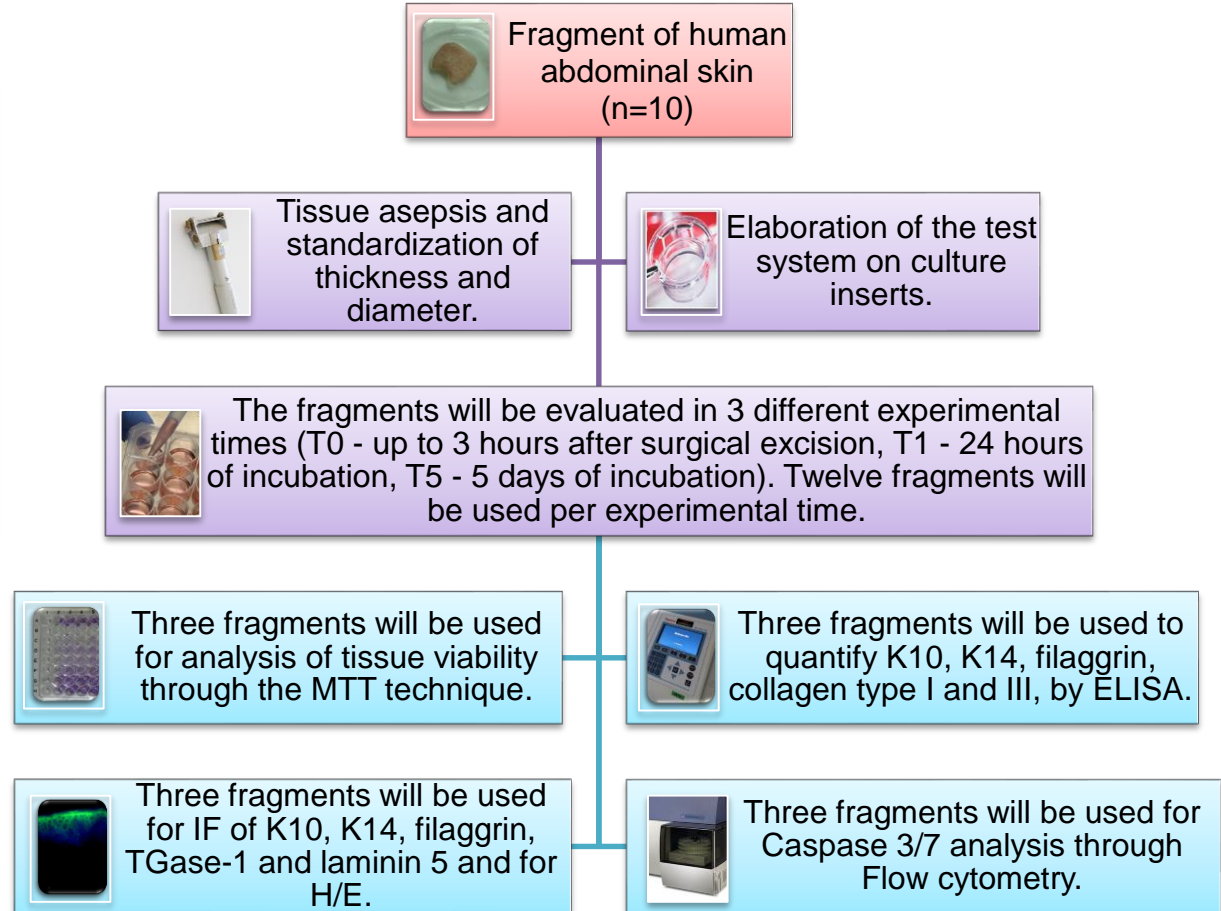 Fragment of human
abdominal skin
(n=10)
Tissue asepsis and
standardization of
thickness and
diameter.
Elaboration of the test
system on culture
inserts.
The fragments will be evaluated in 3 different experimental
times (T0 - up to 3 hours after surgical excision, T1 - 24 hours
of incubation, T5 - 5 days of incubation). Twelve fragments will
be used per experimental time.
Three fragments will be used
for analysis of tissue viability
through the MTT technique.
Three fragments will be used to
quantify K10, K14, filaggrin,
collagen type I and III, by ELISA.
Three fragments will be used
for IF of K10, K14, filaggrin,
TGase-1 and laminin 5 and for
H/E.
Three fragments will be used for
Caspase 3/7 analysis through
Flow cytometry.